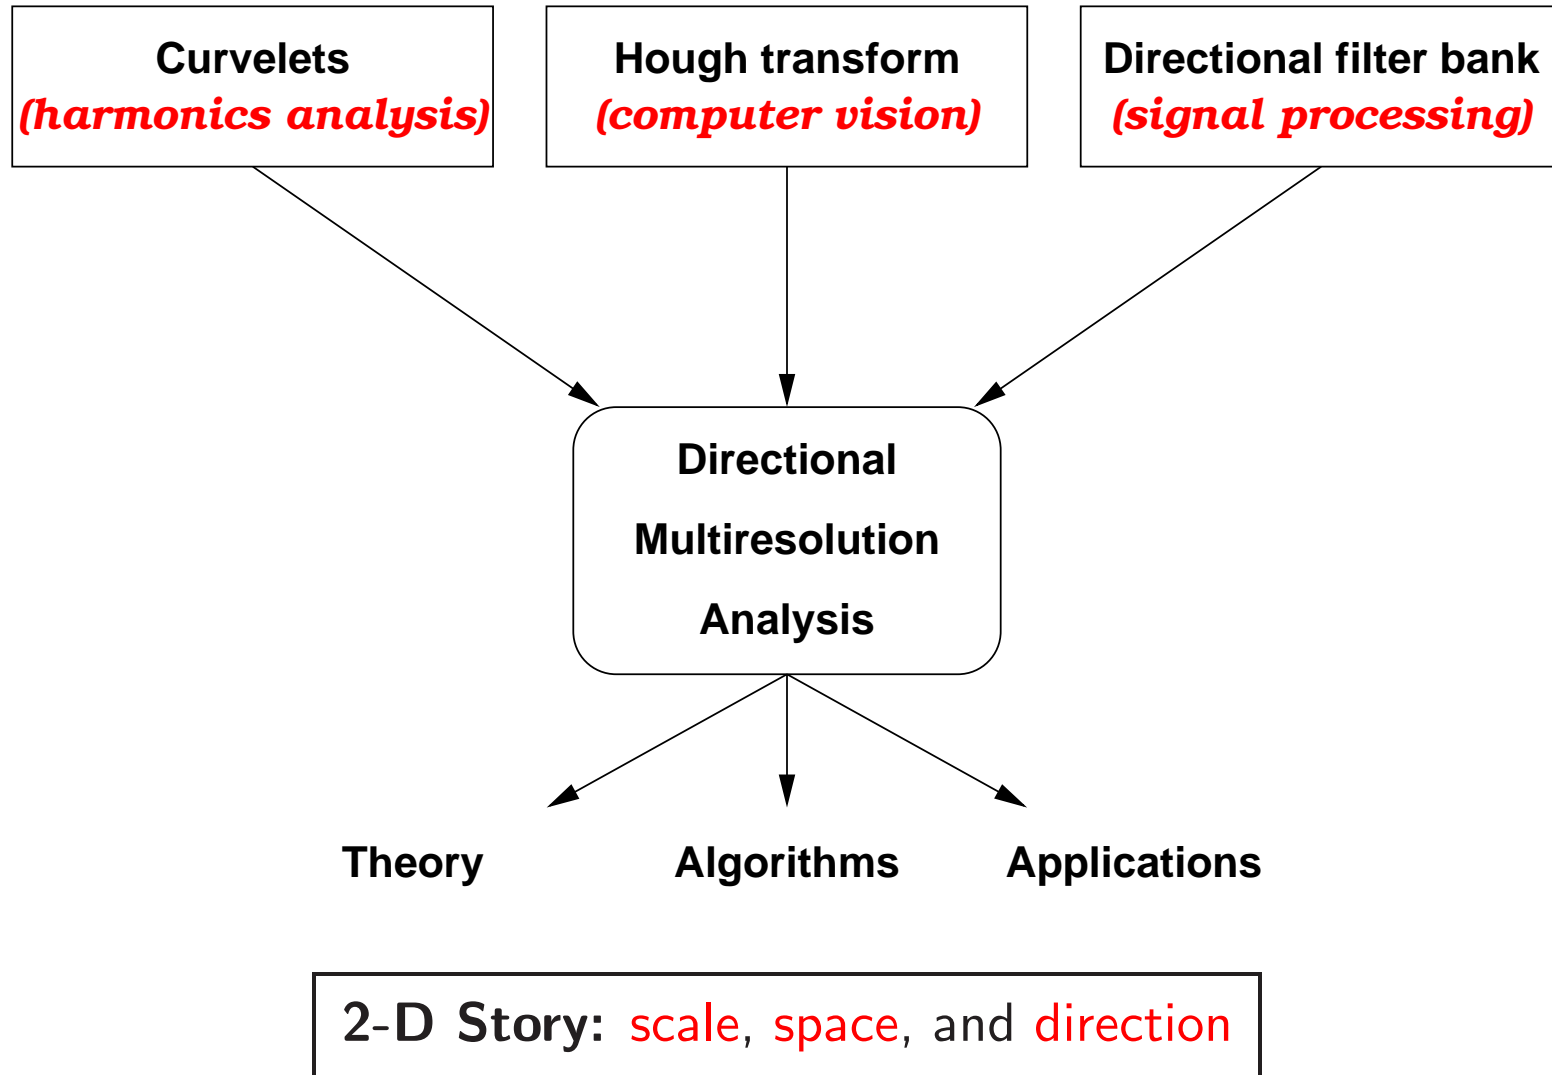 Curvelets
(harmonics analysis)
Hough transform
(computer vision)
Directional filter bank
(signal processing)
Directional
Multiresolution
Analysis
Theory
Algorithms
Applications
2-D Story: scale, space, and direction